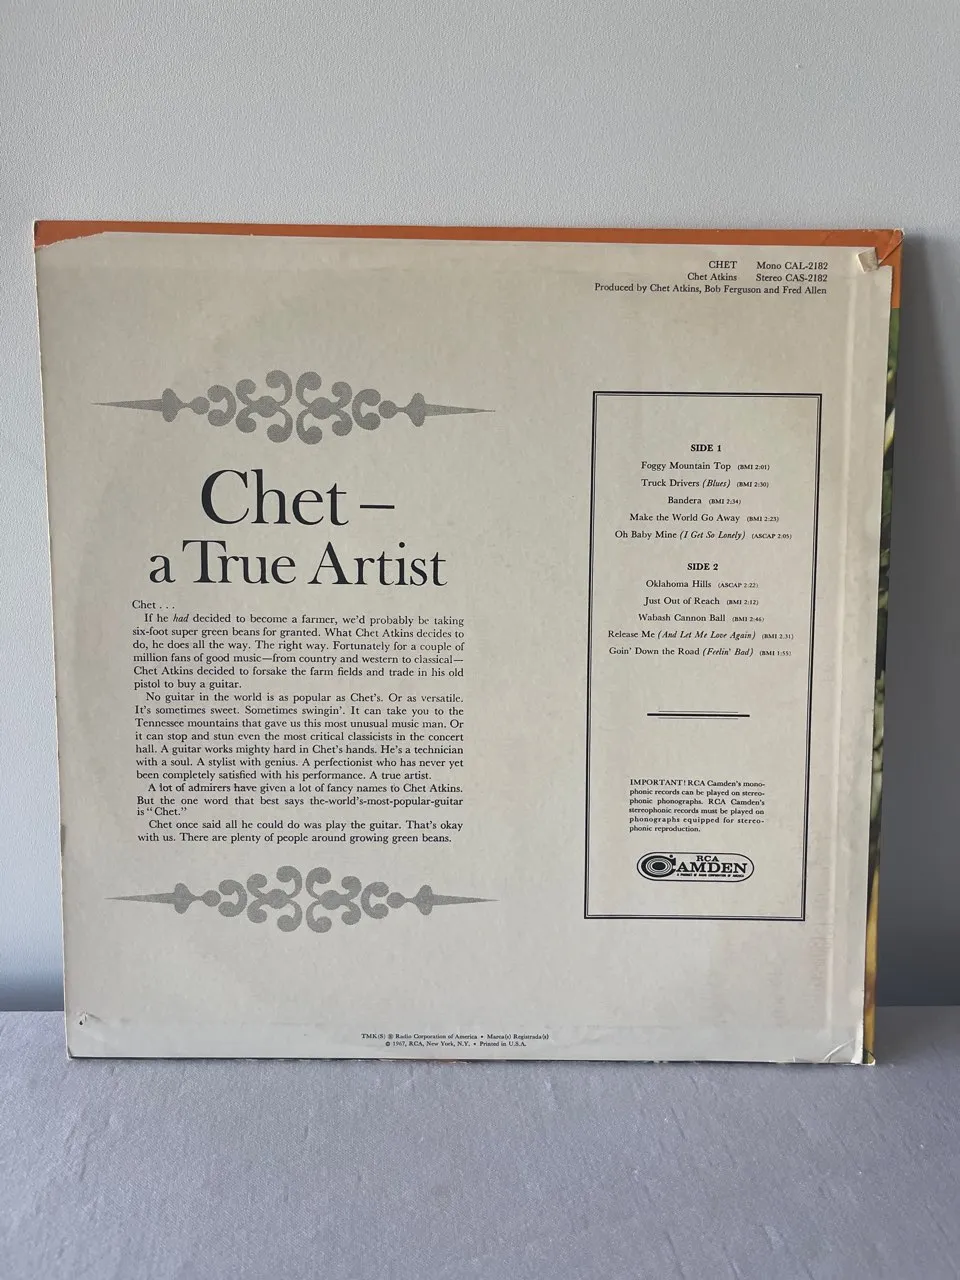 CHET Mono CAL-2182
Chet Atkins Stereo CAS-2182
Produced by Chet Atkins, Bob Ferguson and Fred Allen
Chet –
a True Artist
Chet . . .
If he had decided to become a farmer, we'd probably be taking
six-foot super green beans for granted. What Chet Atkins decides to
do, he does all the way. The right way. Fortunately for a couple of
million fans of good music—from country and western to classical—
Chet Atkins decided to forsake the farm fields and trade in his old
pistol to buy a guitar.
No guitar in the world is as popular as Chet's. Or as versatile.
It's sometimes sweet. Sometimes swingin'. It can take you to the
Tennessee mountains that gave us this most unusual music man. Or
it can stop and stun even the most critical classicists in the concert
hall. A guitar works mighty hard in Chet's hands. He's a technician
with a soul. A stylist with genius. A perfectionist who has never yet
been completely satisfied with his performance. A true artist.
A lot of admirers have given a lot of fancy names to Chet Atkins.
But the one word that best says the-world's-most-popular-guitar
is "Chet."
Chet once said all he could do was play the guitar. That's okay
with us. There are plenty of people around growing green beans.
SIDE 1
Foggy Mountain Top (BMI 2:01)
Truck Drivers (Blues) (BMI 2:30)
Bandera (BMI 2:34)
Make the World Go Away (BMI 2:23)
Oh Baby Mine (I Get So Lonely) (ASCAP 2:05)
SIDE 2
Oklahoma Hills (ASCAP 2:22)
Just Out of Reach (BMI 2:12)
Wabash Cannon Ball (BMI 2:46)
Release Me (And Let Me Love Again) (BMI 2:31)
Goin' Down the Road (Feelin' Bad) (BMI 1:55)
IMPORTANT! RCA Camden's mono-
phonic records can be played on stereo-
phonic phonographs. RCA Camden's
stereophonic records must be played on
phonographs equipped for stereo-
phonic reproduction.
RCA
CAMDEN
A PRODUCT OF RADIO CORPORATION OF AMERICA
TMK(S) ® Radio Corporation of America • Marca(s) Registrada(s)
© 1967, RCA, New York, N.Y. • Printed in U.S.A.